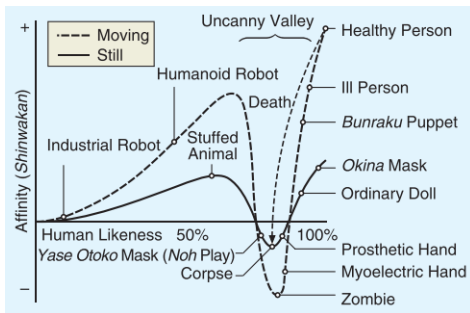 Uncanny Valley
+
Moving
Still
Healthy Person
Humanoid Robot
Death
Ill Person
Bunraku Puppet
Industrial Robot
Stuffed
Animal
Okina Mask
Ordinary Doll
Affinity (Shinwakan)
Human Likeness 50% 100%
Yase Otoko Mask (Noh Play)
Corpse
Prosthetic Hand
Myoelectric Hand
Zombie
–